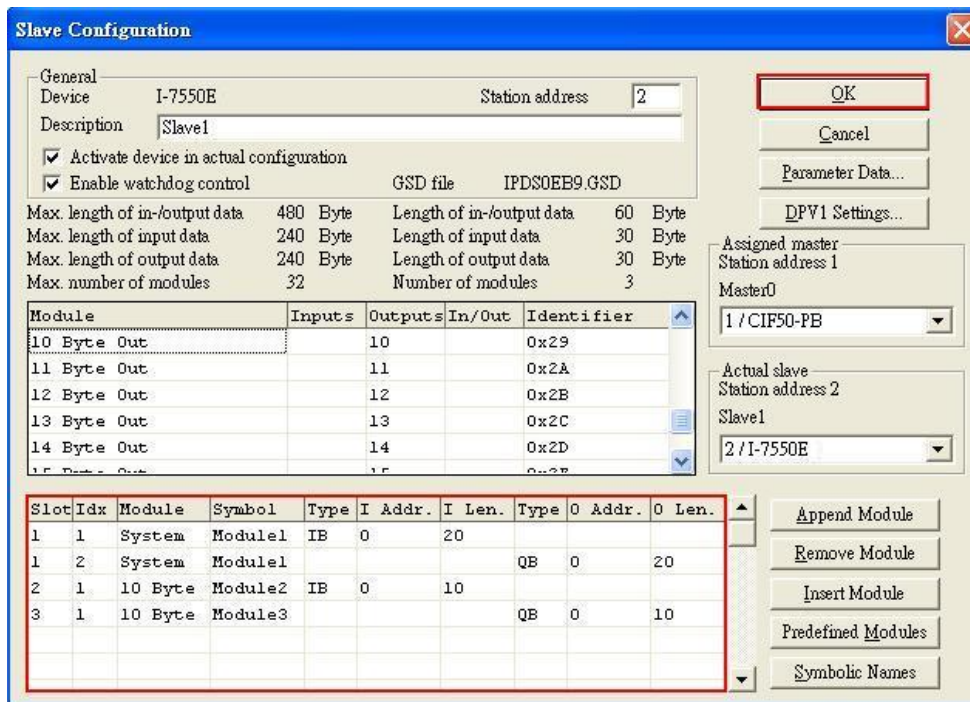 Slave Configuration
General
Device I-7550E Station address 2
Description Slave1
Activate device in actual configuration
Enable watchdog control GSD file IPDS0EB9.GSD
Max. length of in-/output data 480 Byte Length of in-/output data 60 Byte
Max. length of input data 240 Byte Length of input data 30 Byte
Max. length of output data 240 Byte Length of output data 30 Byte
Max. number of modules 32 Number of modules 3
OK
Cancel
Parameter Data...
DPV1 Settings...
Assigned master
Station address 1
Master0
1 / CIF50-PB
Actual slave
Station address 2
Slave1
2 / I-7550E
Module Inputs Outputs In/Out Identifier
10 Byte Out 10 0x29
11 Byte Out 11 0x2A
12 Byte Out 12 0x2B
13 Byte Out 13 0x2C
14 Byte Out 14 0x2D
Slot Idx Module Symbol Type I Addr. I Len. Type O Addr. O Len.
1 1 System Module1 IB 0 20
1 2 System Module1 QB 0 20
2 1 10 Byte Module2 IB 0 10
3 1 10 Byte Module3 QB 0 10
Append Module
Remove Module
Insert Module
Predefined Modules
Symbolic Names